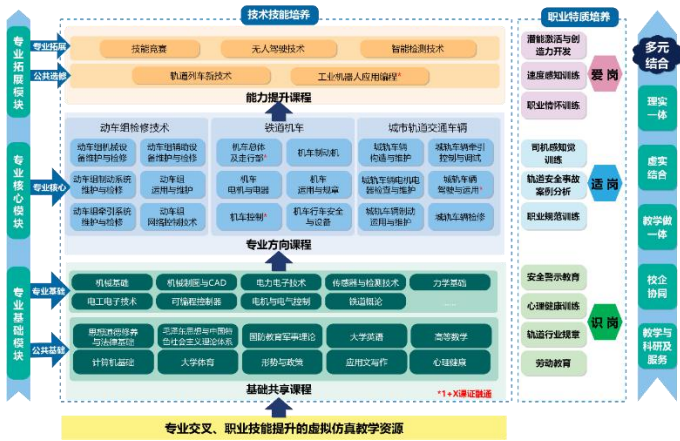 技术技能培养
职业特质培养
专业拓展模块
专业核心模块
专业基础模块
专业拓展
公共选修
专业核心
专业基础
公共基础
技能竞赛
无人驾驶技术
智能检测技术
轨道列车新技术
工业机器人应用编程*
能力提升课程
动车组检修技术
动车组机械设
备维护与检修
动车组辅助设
备维护与检修
动车组制动系统
维护与检修
动车组
运用与维护
动车组牵引系统
维护与检修
动车组
网络控制技术
铁道机车
机车总体
及走行部*
机车制动机
机车
电机与电器
机车
运用与规章
机车控制*
机车行车安全
与设备
城市轨道交通车辆
城轨车辆
构造与维护
城轨车辆牵引
控制与调试
城轨车辆电机电
器检查与维护
城轨车辆
驾驶与运用*
城轨车辆制动
运用与维护
城轨车辆检修
专业方向课程
机械基础
机械制图与CAD
电力电子技术
传感器与检测技术
力学基础
电工电子技术
可编程控制器
电机与电气控制
铁道概论
......
思想道德修养
与法律基础
毛泽东思想与中国特
色社会主义理论体系
国防教育军事理论
大学英语
高等数学
计算机基础
大学体育
形势与政策
应用文写作
心理健康
基础共享课程
*1+X课证融通
专业交叉、职业技能提升的虚拟仿真教学资源
潜能激活与创
造力开发
速度感知训练
职业情怀训练
爱岗
司机感知觉
训练
轨道安全事故
案例分析
职业规范训练
适岗
安全警示教育
心理健康训练
轨道行业规章
劳动教育
识岗
多元
结合
理实
一体
虚实
结合
教学做
一体
校企
协同
教学与
科研及
服务